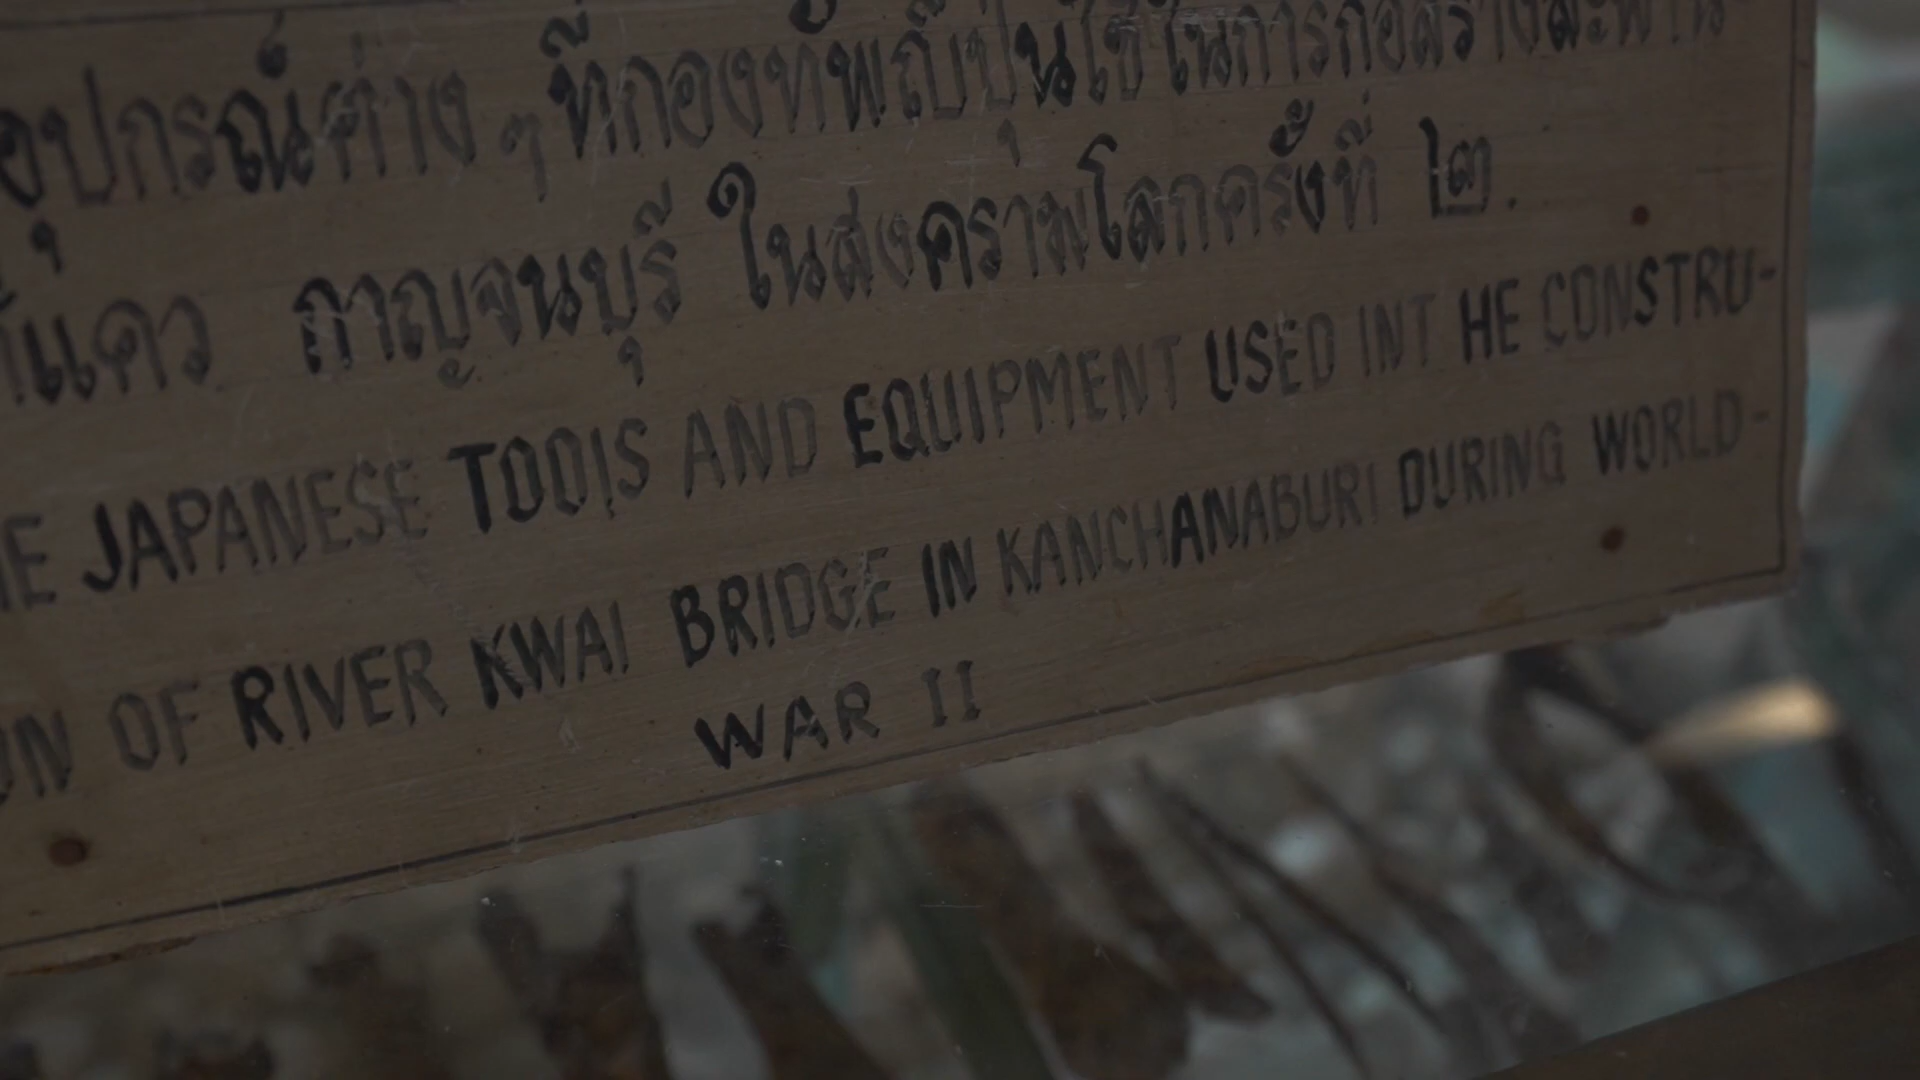 อุปกรณ์ต่าง ๆ ที่กองทัพญี่ปุ่นใช้ในการก่อสร้างสะพาน
แคว กาญจนบุรี ในสงครามโลกครั้งที่ ๒.
JAPANESE TOOlS AND EQUIPMENT USED INT HE CONSTRU-
OF RIVER KWAI BRIDGE IN KANCHANABURI DURING WORLD-
WAR II